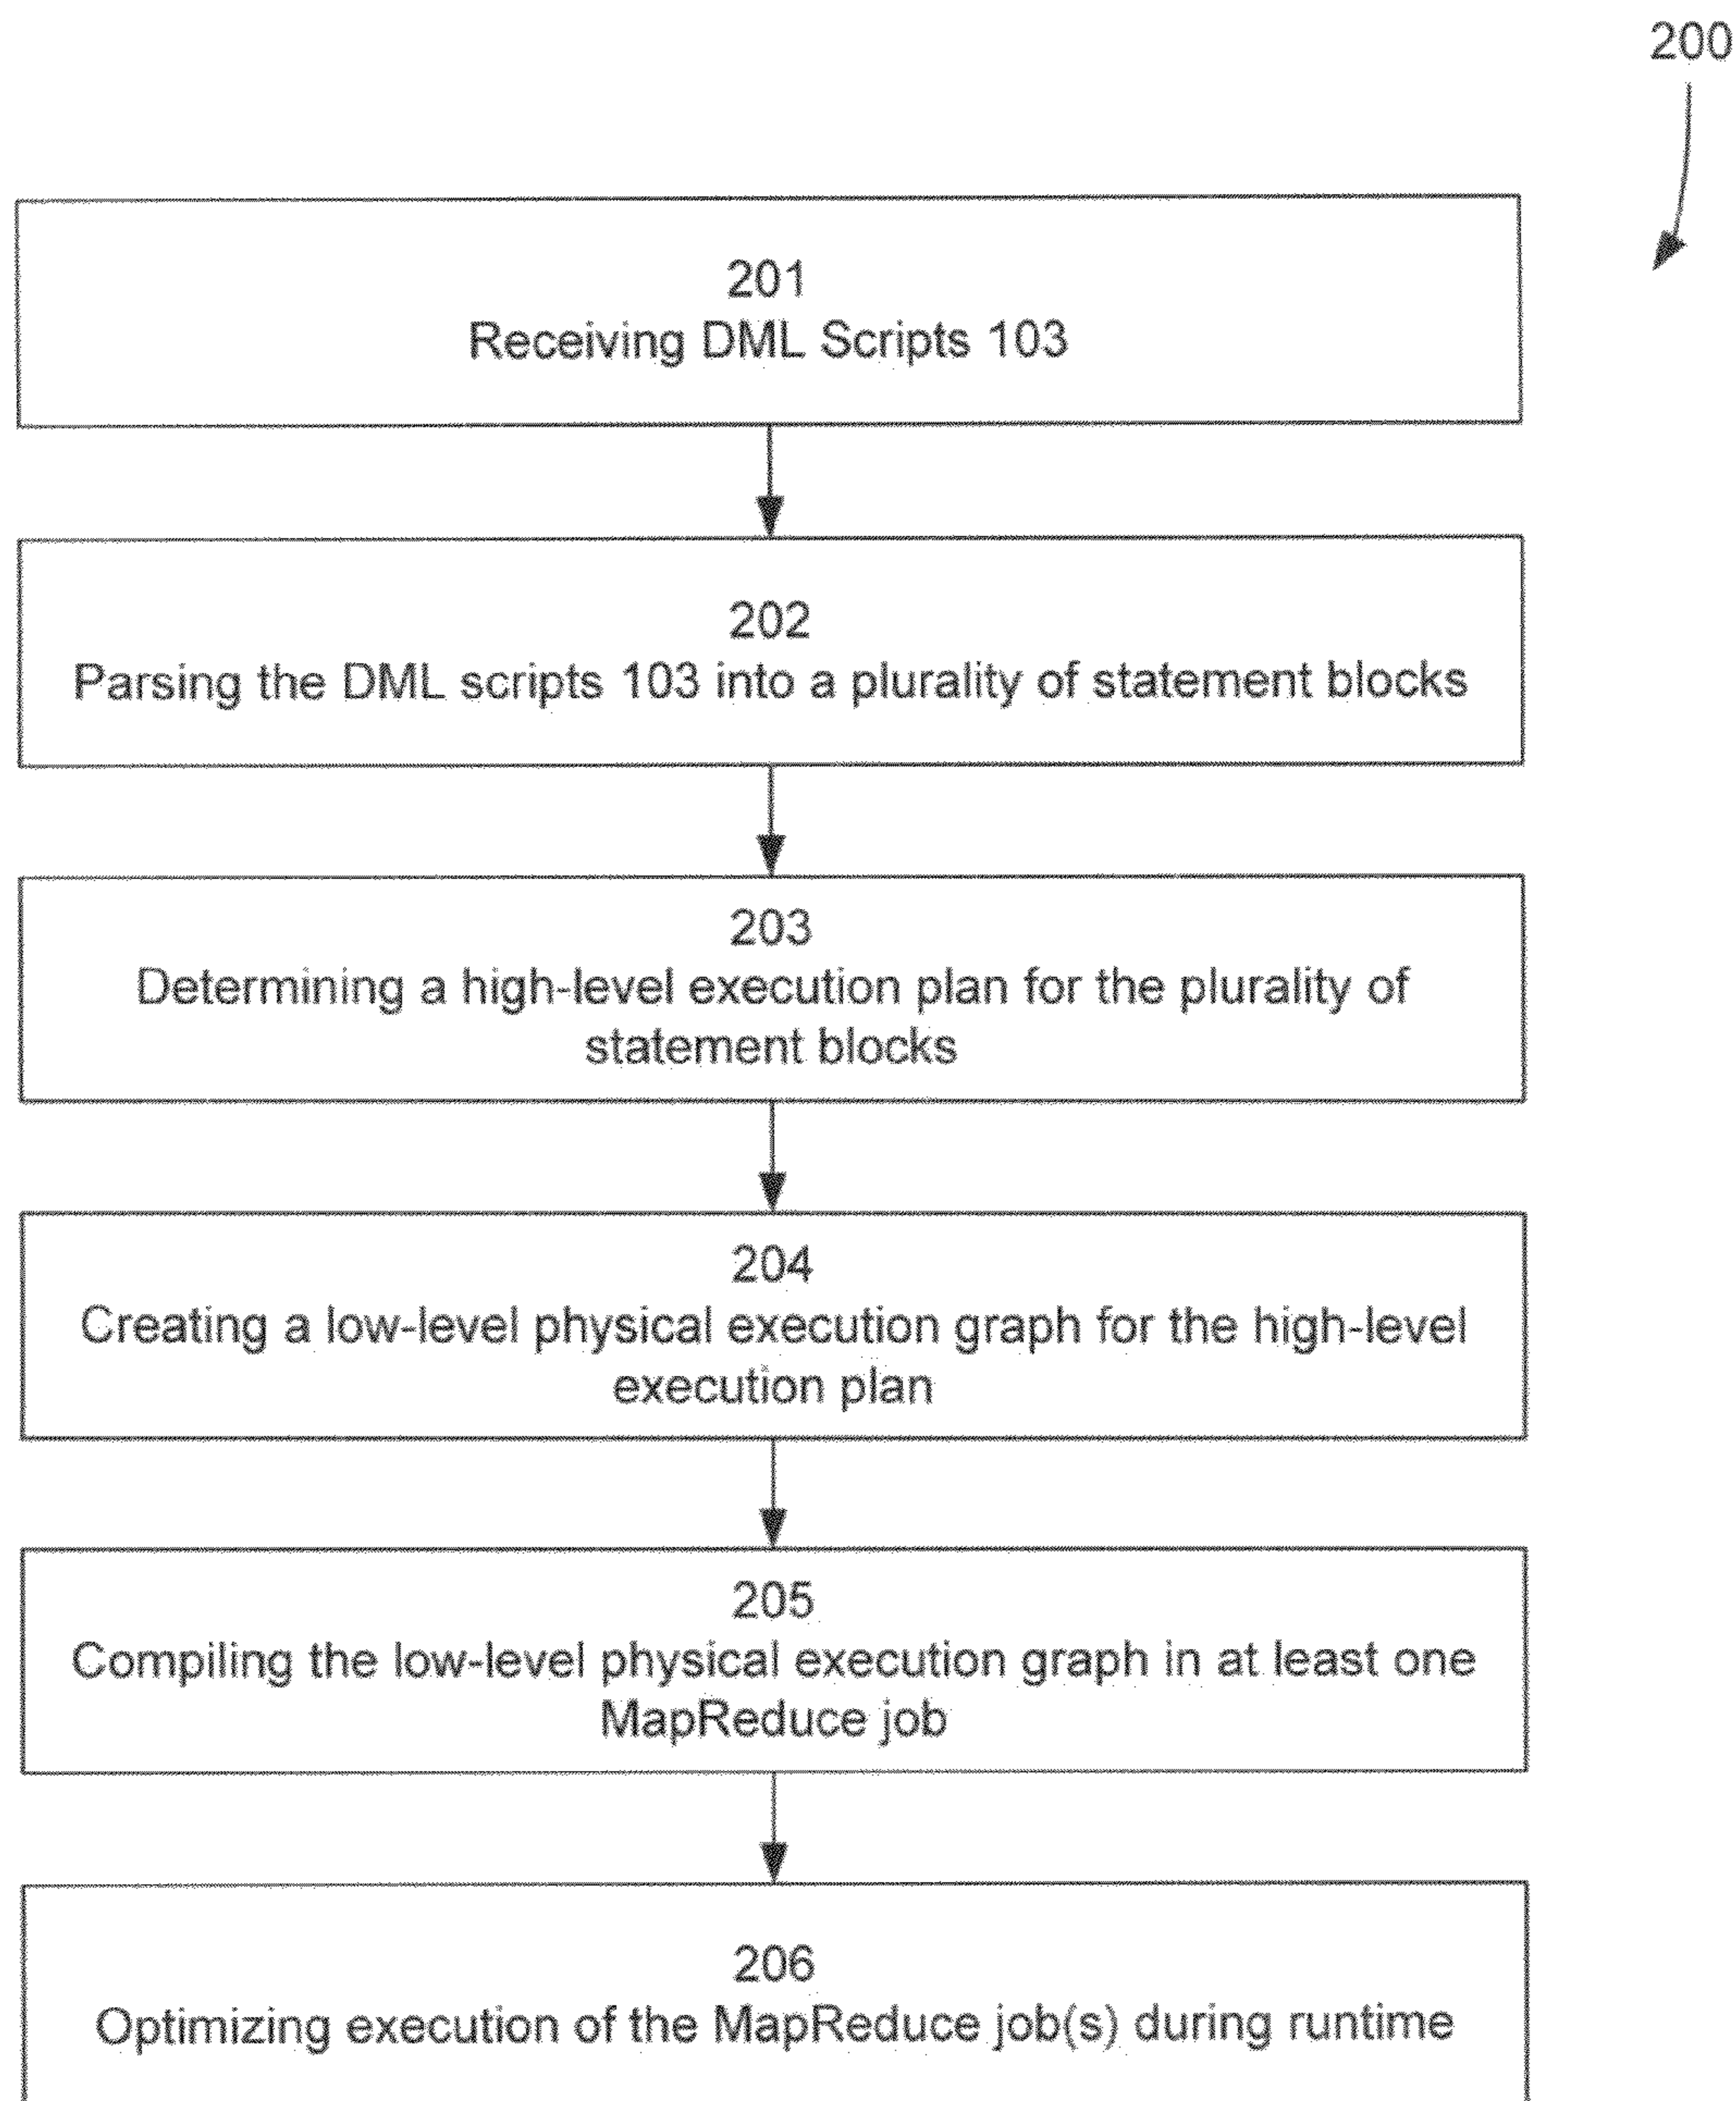 200
201
Receiving DML Scripts 103
202
Parsing the DML scripts 103 into a plurality of statement blocks
203
Determining a high-level execution plan for the plurality of
statement blocks
204
Creating a low-level physical execution graph for the high-level
execution plan
205
Compiling the low-level physical execution graph in at least one
MapReduce job
206
Optimizing execution of the MapReduce job(s) during runtime